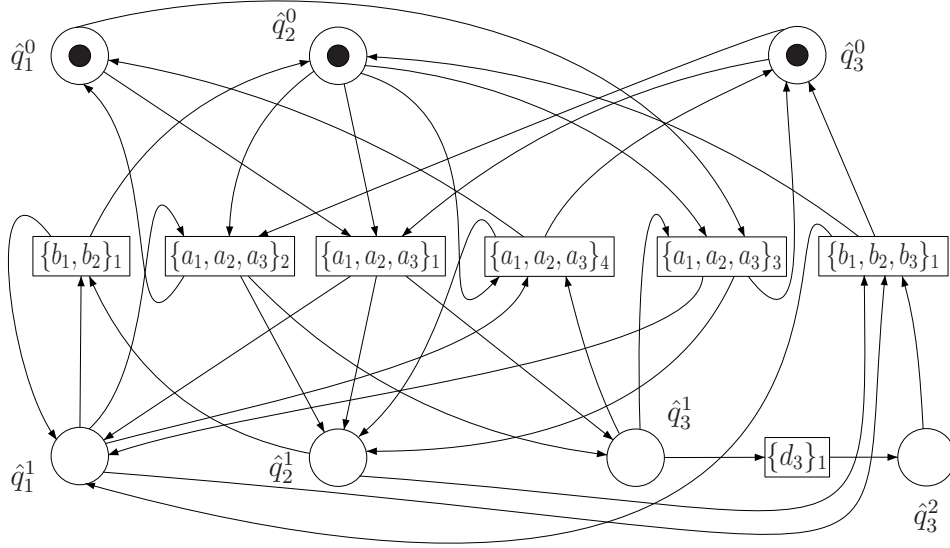 q̂₁⁰
q̂₂⁰
q̂₃⁰
{b₁, b₂}₁
{a₁, a₂, a₃}₂
{a₁, a₂, a₃}₁
{a₁, a₂, a₃}₄
{a₁, a₂, a₃}₃
{b₁, b₂, b₃}₁
q̂₁¹
q̂₂¹
q̂₃¹
{d₃}₁
q̂₃²